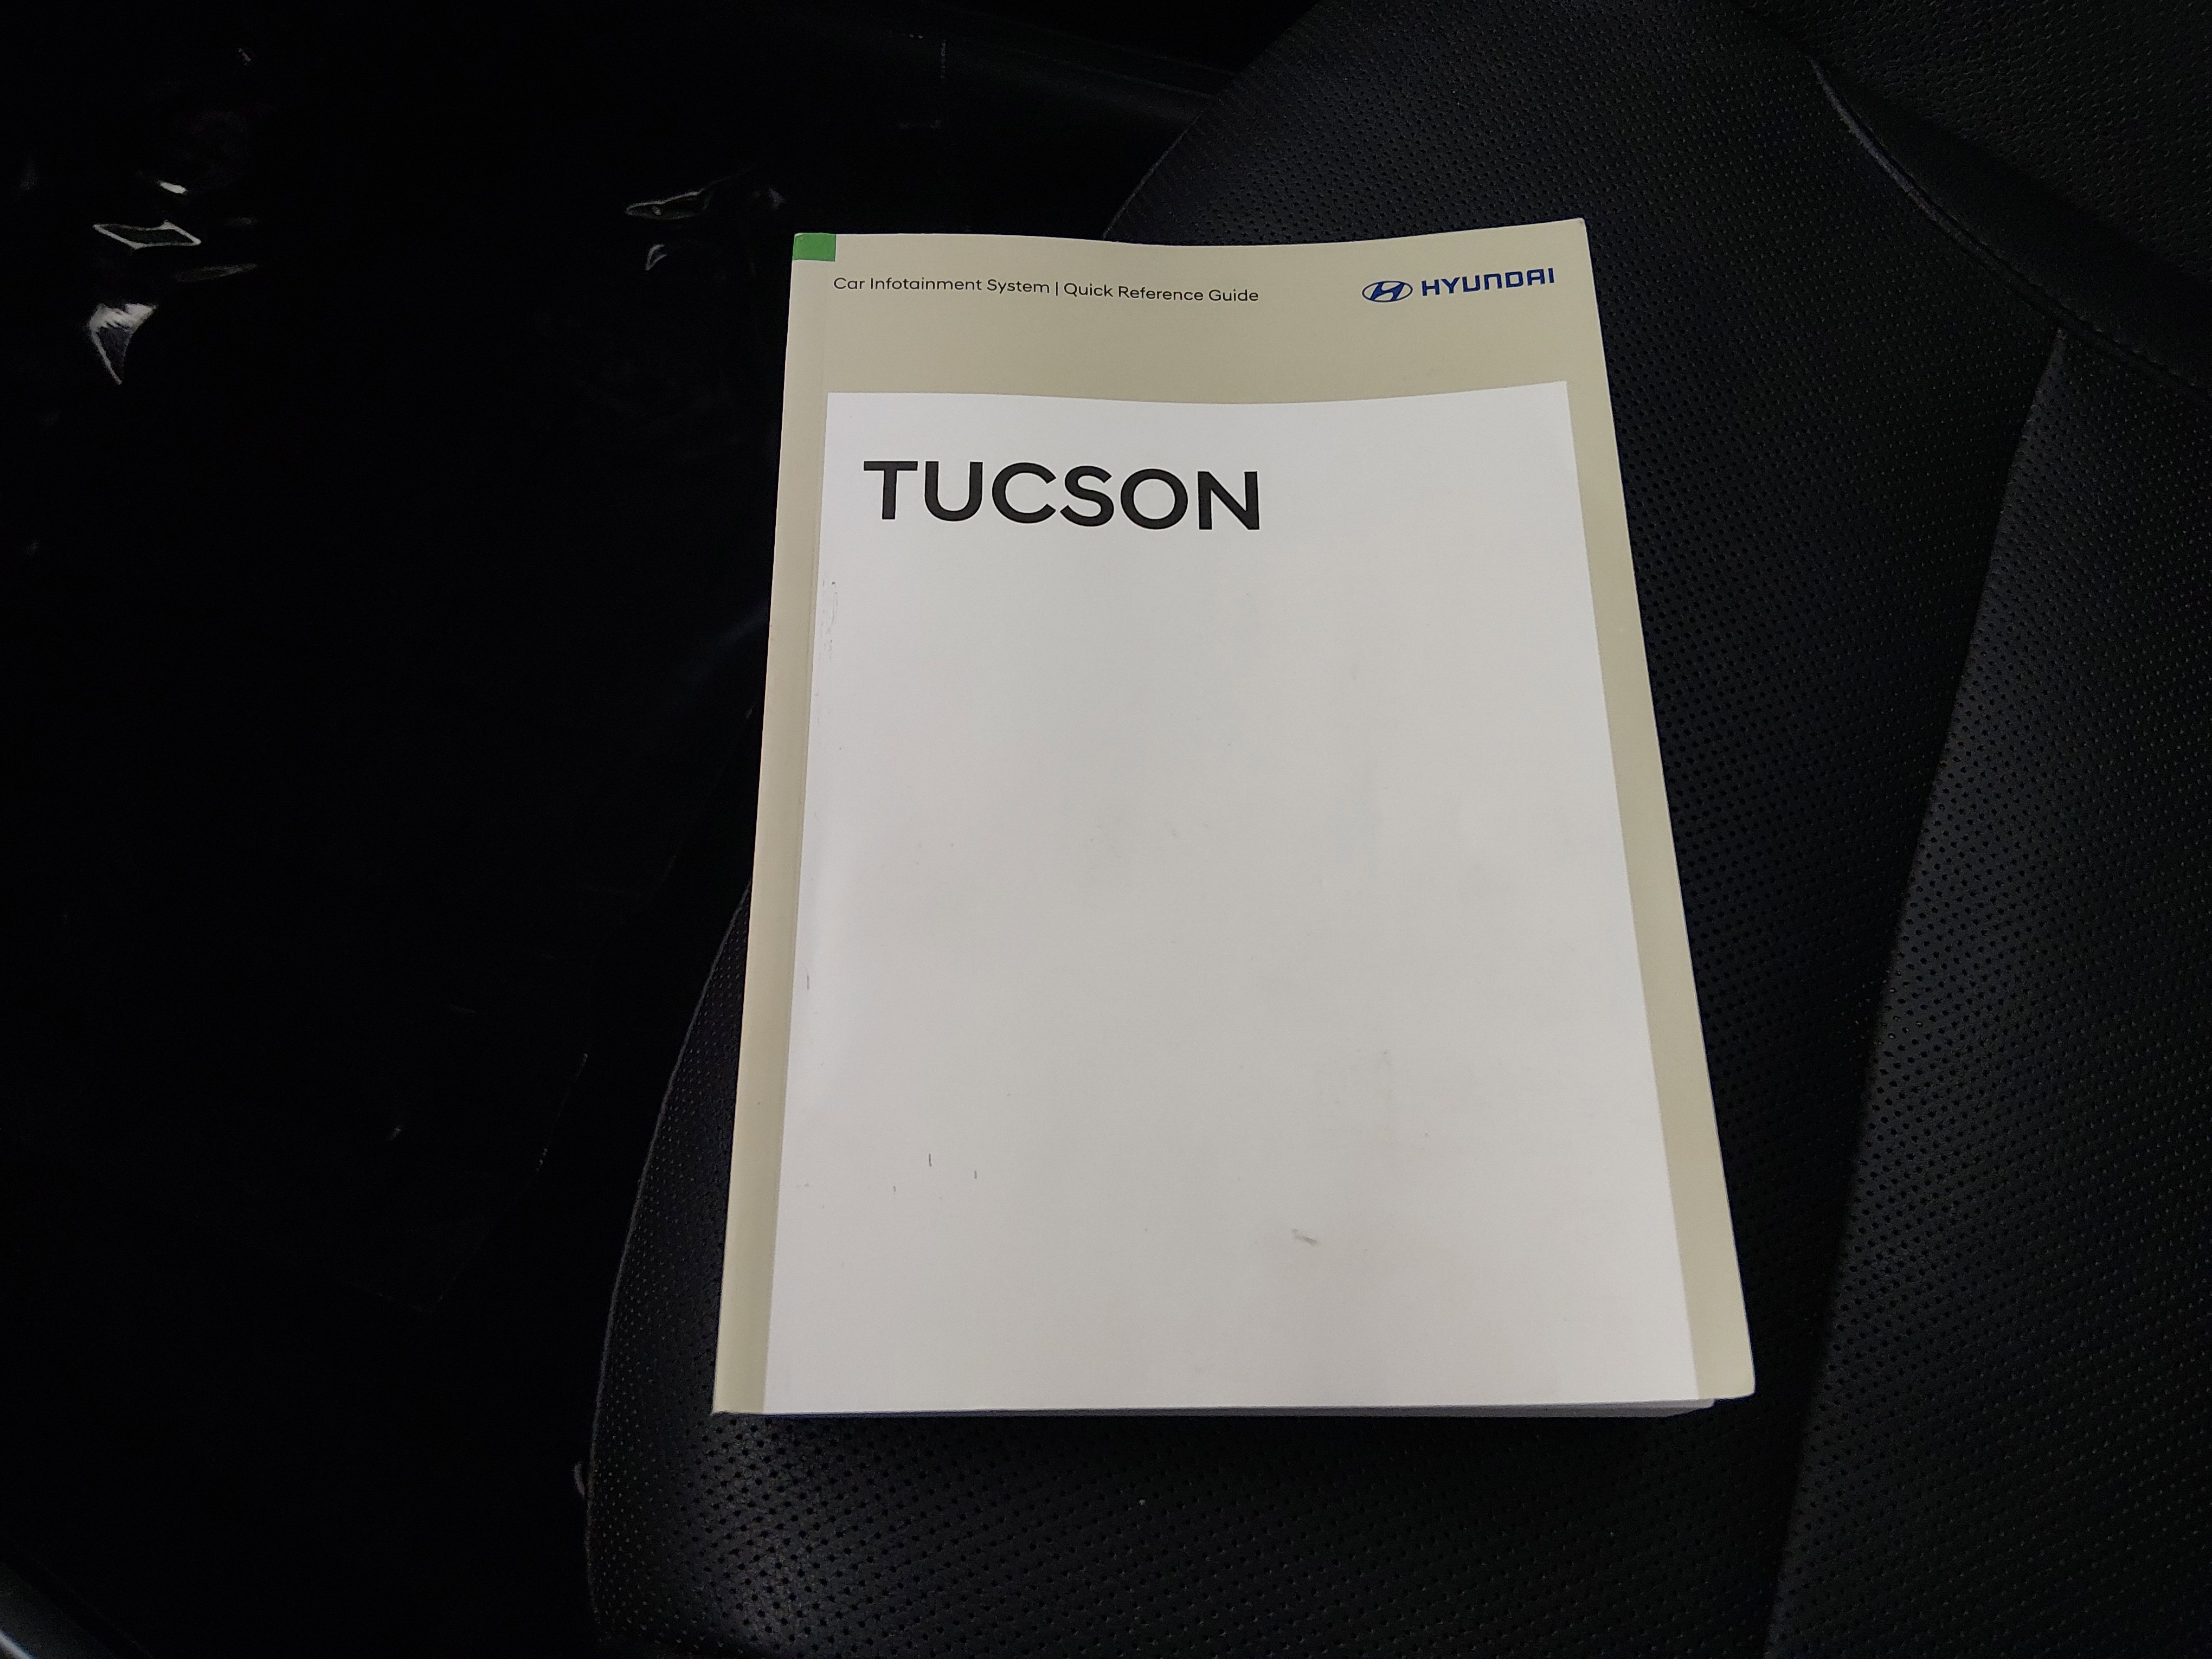 Car Infotainment System | Quick Reference Guide
HYUNDAI
TUCSON